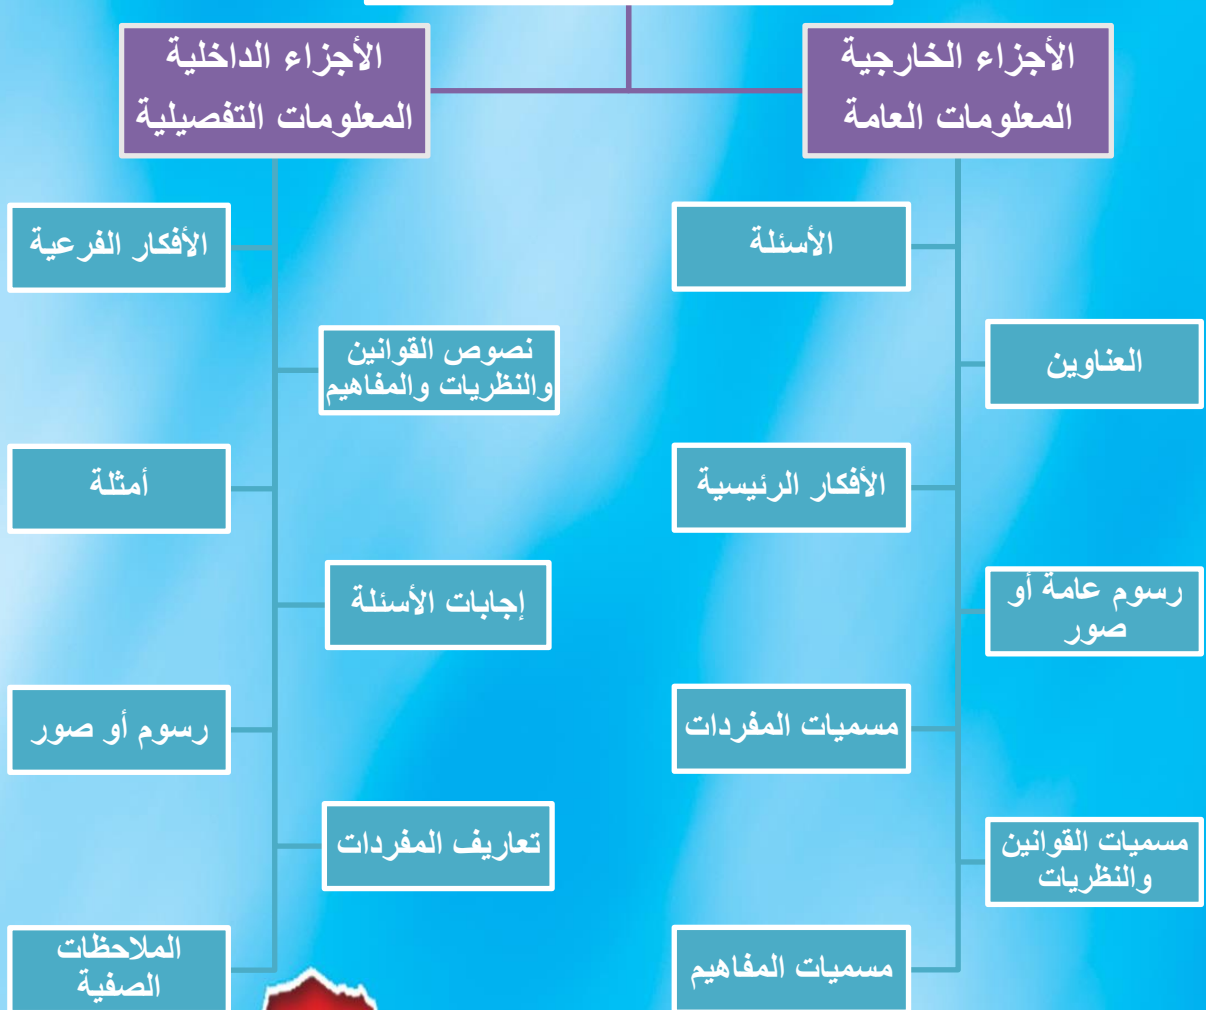 الأجزاء الخارجية
المعلومات العامة
الأسئلة
العناوين
الأفكار الرئيسية
رسوم عامة أو
صور
مسميات المفردات
مسميات القوانين
والنظريات
مسميات المفاهيم
الأجزاء الداخلية
المعلومات التفصيلية
الأفكار الفرعية
نصوص القوانين
والنظريات والمفاهيم
أمثلة
إجابات الأسئلة
رسوم أو صور
تعاريف المفردات
الملاحظات
الصفية